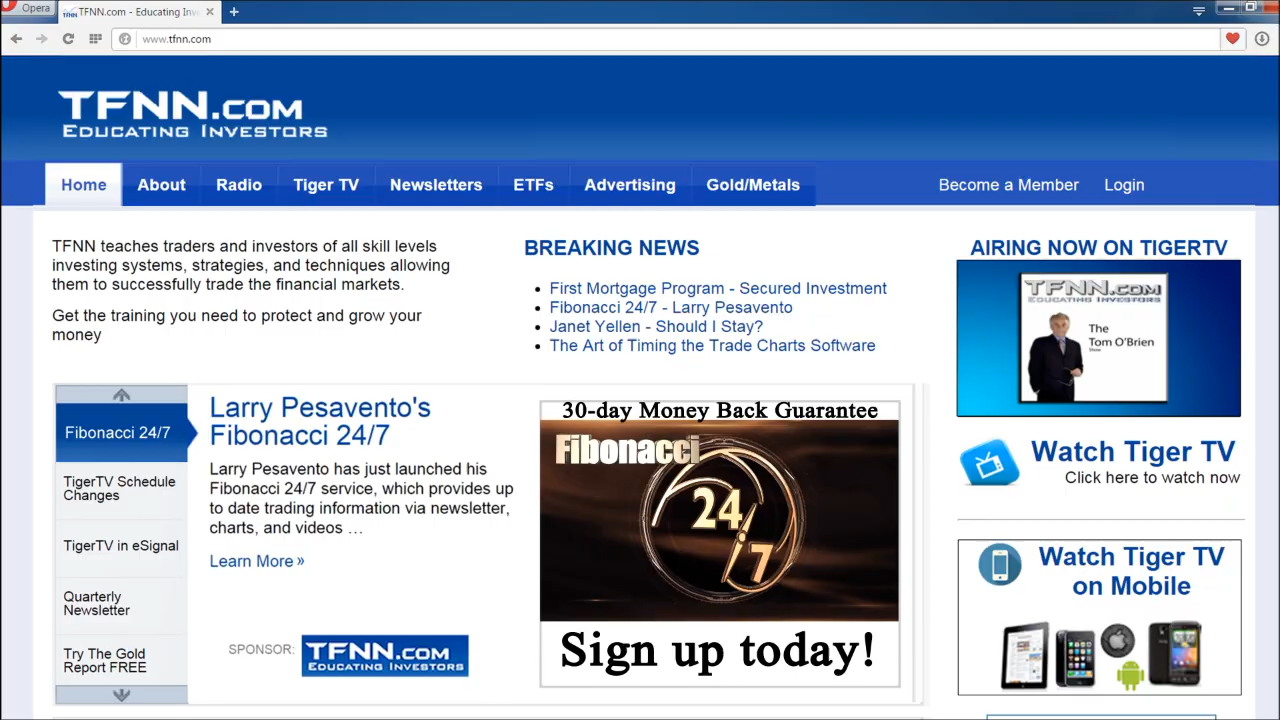 Opera
TFNN.com - Educating Inv
www.tfnn.com
TFNN.COM
EDUCATING INVESTORS
Home
About
Radio
Tiger TV
Newsletters
ETFs
Advertising
Gold/Metals
Become a Member
Login
TFNN teaches traders and investors of all skill levels
investing systems, strategies, and techniques allowing
them to successfully trade the financial markets.
Get the training you need to protect and grow your
money
BREAKING NEWS
First Mortgage Program - Secured Investment
Fibonacci 24/7 - Larry Pesavento
Janet Yellen - Should I Stay?
The Art of Timing the Trade Charts Software
AIRING NOW ON TIGERTV
TFNN.COM
EDUCATING INVESTORS
The
Tom O'Brien
Show
Watch Tiger TV
Click here to watch now
Watch Tiger TV
on Mobile
Fibonacci 24/7
TigerTV Schedule
Changes
TigerTV in eSignal
Quarterly
Newsletter
Try The Gold
Report FREE
Larry Pesavento's
Fibonacci 24/7
Larry Pesavento has just launched his
Fibonacci 24/7 service, which provides up
to date trading information via newsletter,
charts, and videos …
Learn More »
SPONSOR:
TFNN.COM
EDUCATING INVESTORS
30-day Money Back Guarantee
Fibonacci
24
7
Sign up today!